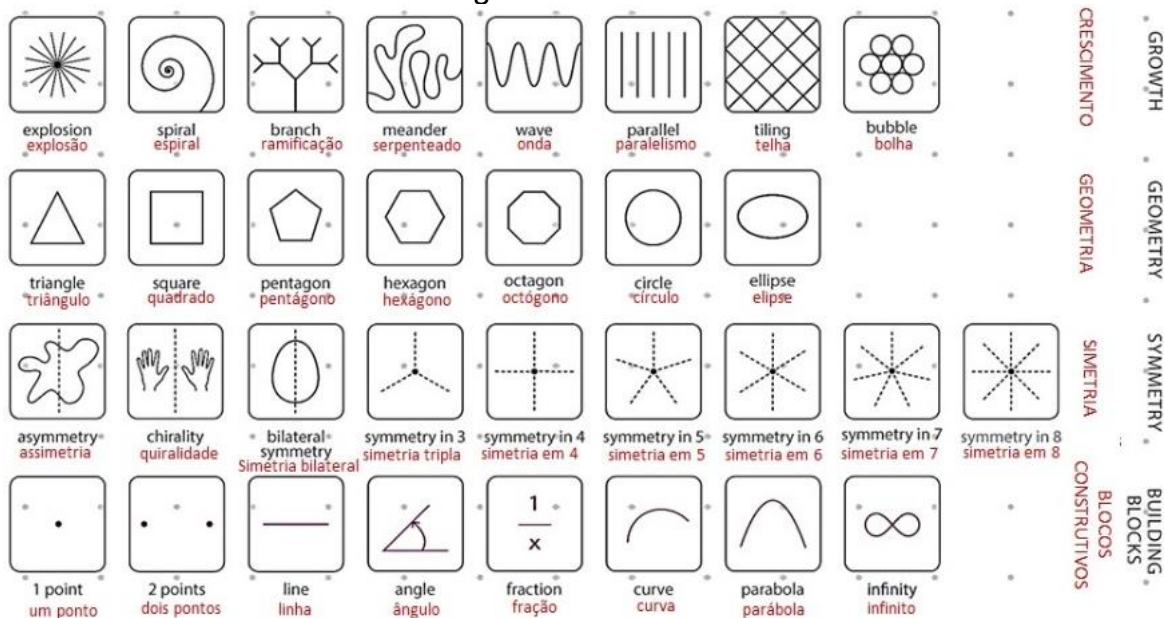 explosion
explosão
spiral
espiral
branch
ramificação
meander
serpenteado
wave
onda
parallel
paralelismo
tiling
telha
bubble
bolha
CRESCIMENTO
GROWTH
triangle
triângulo
square
quadrado
pentagon
pentágono
hexagon
hexágono
octagon
octógono
circle
círculo
ellipse
elipse
GEOMETRIA
GEOMETRY
asymmetry
assimetria
chirality
quiralidade
bilateral
symmetry
Simetria bilateral
symmetry in 3
simetria tripla
symmetry in 4
simetria em 4
symmetry in 5
simetria em 5
symmetry in 6
simetria em 6
symmetry in 7
simetria em 7
symmetry in 8
simetria em 8
SIMETRIA
SYMMETRY
1 point
um ponto
2 points
dois pontos
line
linha
angle
ângulo
1
x
fraction
fração
curve
curva
parabola
parábola
infinity
infinito
BLOCOS
CONSTRUTIVOS
BUILDING
BLOCKS